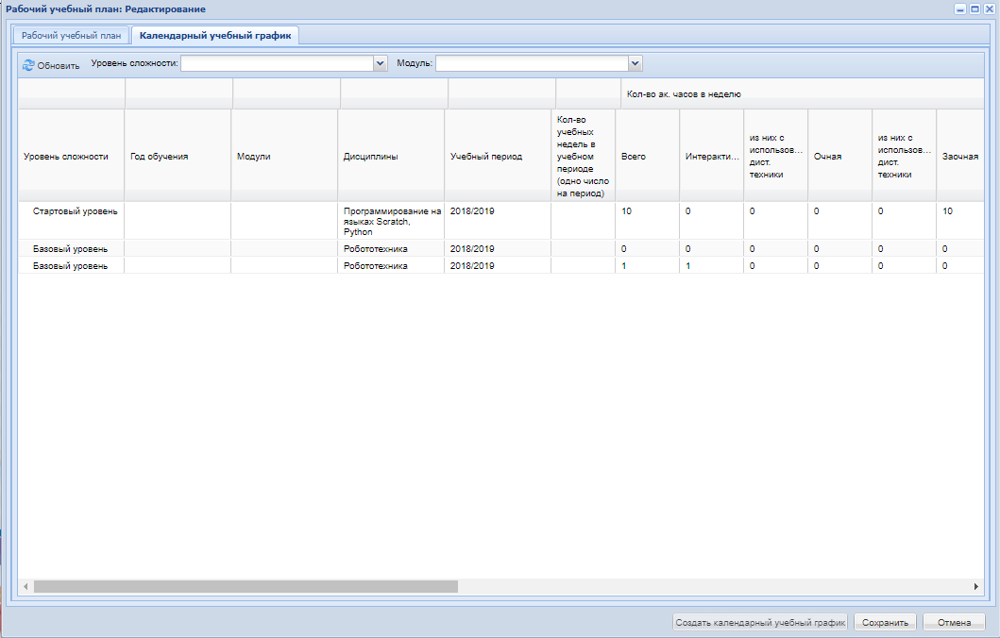 Рабочий учебный план: Редактирование
Рабочий учебный план
Календарный учебный график
Обновить Уровень сложности: Модуль:
Кол-во ак. часов в неделю
Уровень сложности
Год обучения
Модули
Дисциплины
Учебный период
Кол-во
учебных
недель в
учебном
периоде
(одно число
на период)
Всего
Интеракти...
из них с
использов...
дист.
техники
Очная
из них с
использов...
дист.
техники
Заочная
Стартовый уровень
Программирование на
языках Scratch,
Python
2018/2019 10 0 0 0 0 10
Базовый уровень Робототехника 2018/2019 0 0 0 0 0 0
Базовый уровень Робототехника 2018/2019 1 1 0 0 0 0
Создать календарный учебный график Сохранить Отмена